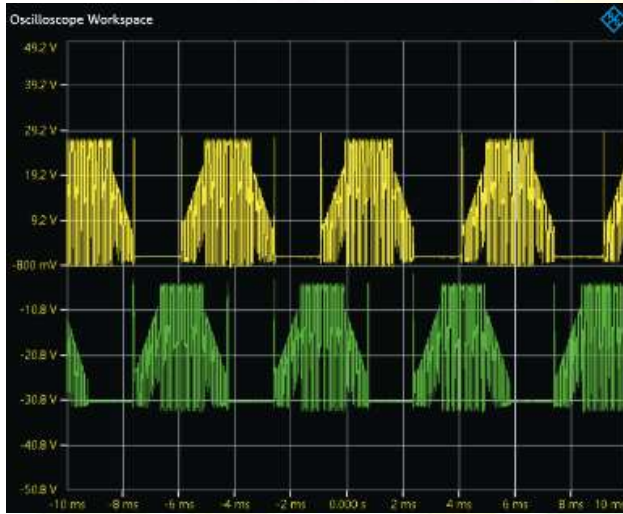 Oscilloscope Workspace
49.2 V
39.2 V
29.2 V
19.2 V
9.2 V
-800 mV
-10.8 V
-20.8 V
-30.8 V
-40.8 V
-50.8 V
-10 ms -8 ms -6 ms -4 ms -2 ms 0.000 s 2 ms 4 ms 6 ms 8 ms 10 ms